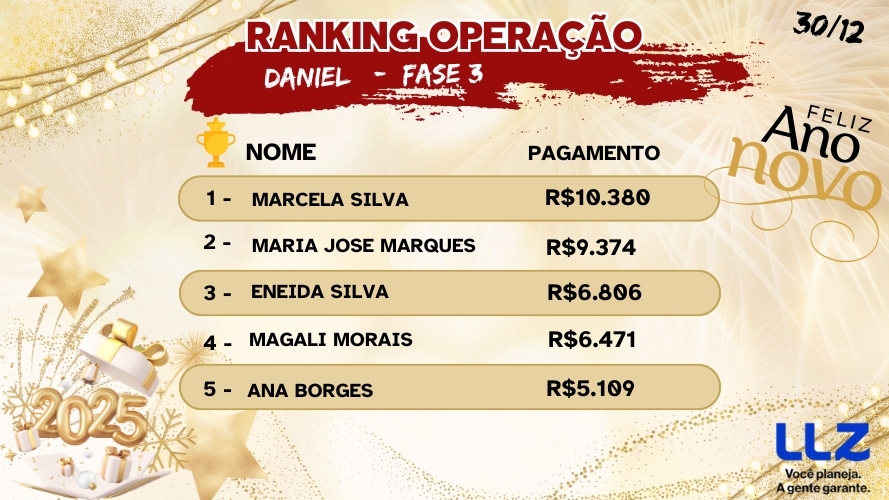 RANKING OPERAÇÃO
30/12
DANIEL - FASE 3
FELIZ
Ano
novo
NOME PAGAMENTO
1 - MARCELA SILVA R$10.380
2 - MARIA JOSE MARQUES R$9.374
3 - ENEIDA SILVA R$6.806
4 - MAGALI MORAIS R$6.471
5 - ANA BORGES R$5.109
2025
LLZ
Você planeja.
A gente garante.